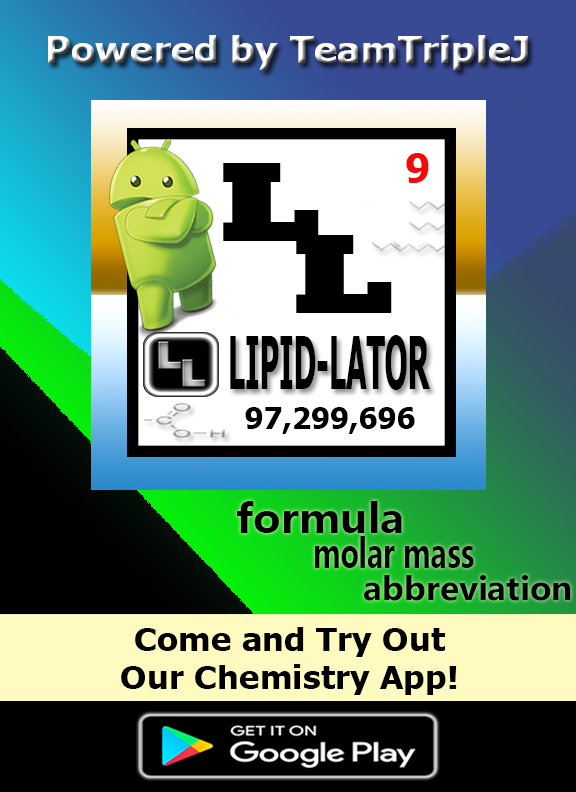 Powered by TeamTripleJ
9
LL
LL LIPID-LATOR
97,299,696
O
C
O-H
formula
molar mass
abbreviation
Come and Try Out
Our Chemistry App!
GET IT ON
Google Play